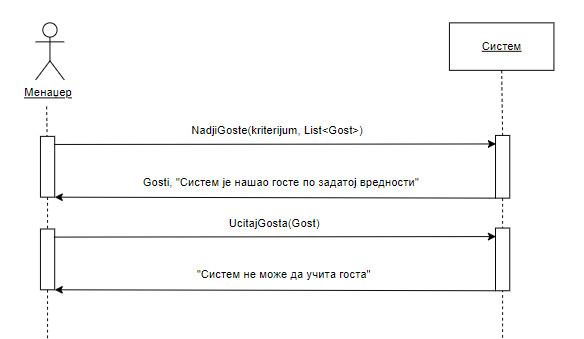 Систем
Менаџер
NadjiGoste(kriterijum, List<Gost>)
Gosti, "Систем је нашао госте по задатој вредности"
UcitajGosta(Gost)
"Систем не може да учита госта"